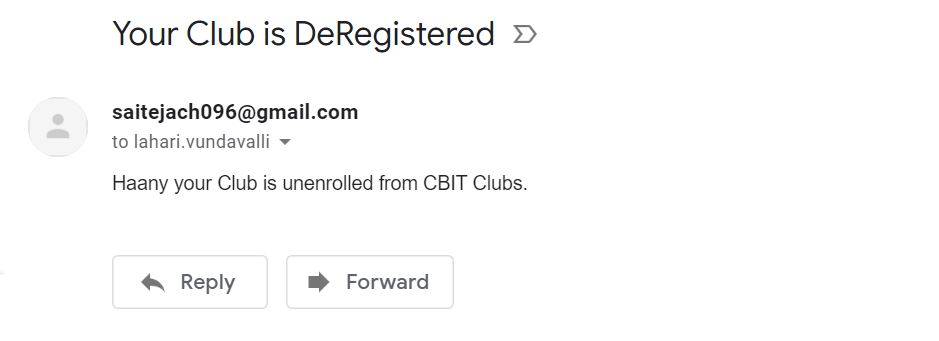 Your Club is DeRegistered
saitejach096@gmail.com
to lahari.vundavalli
Haany your Club is unenrolled from CBIT Clubs.
Reply Forward